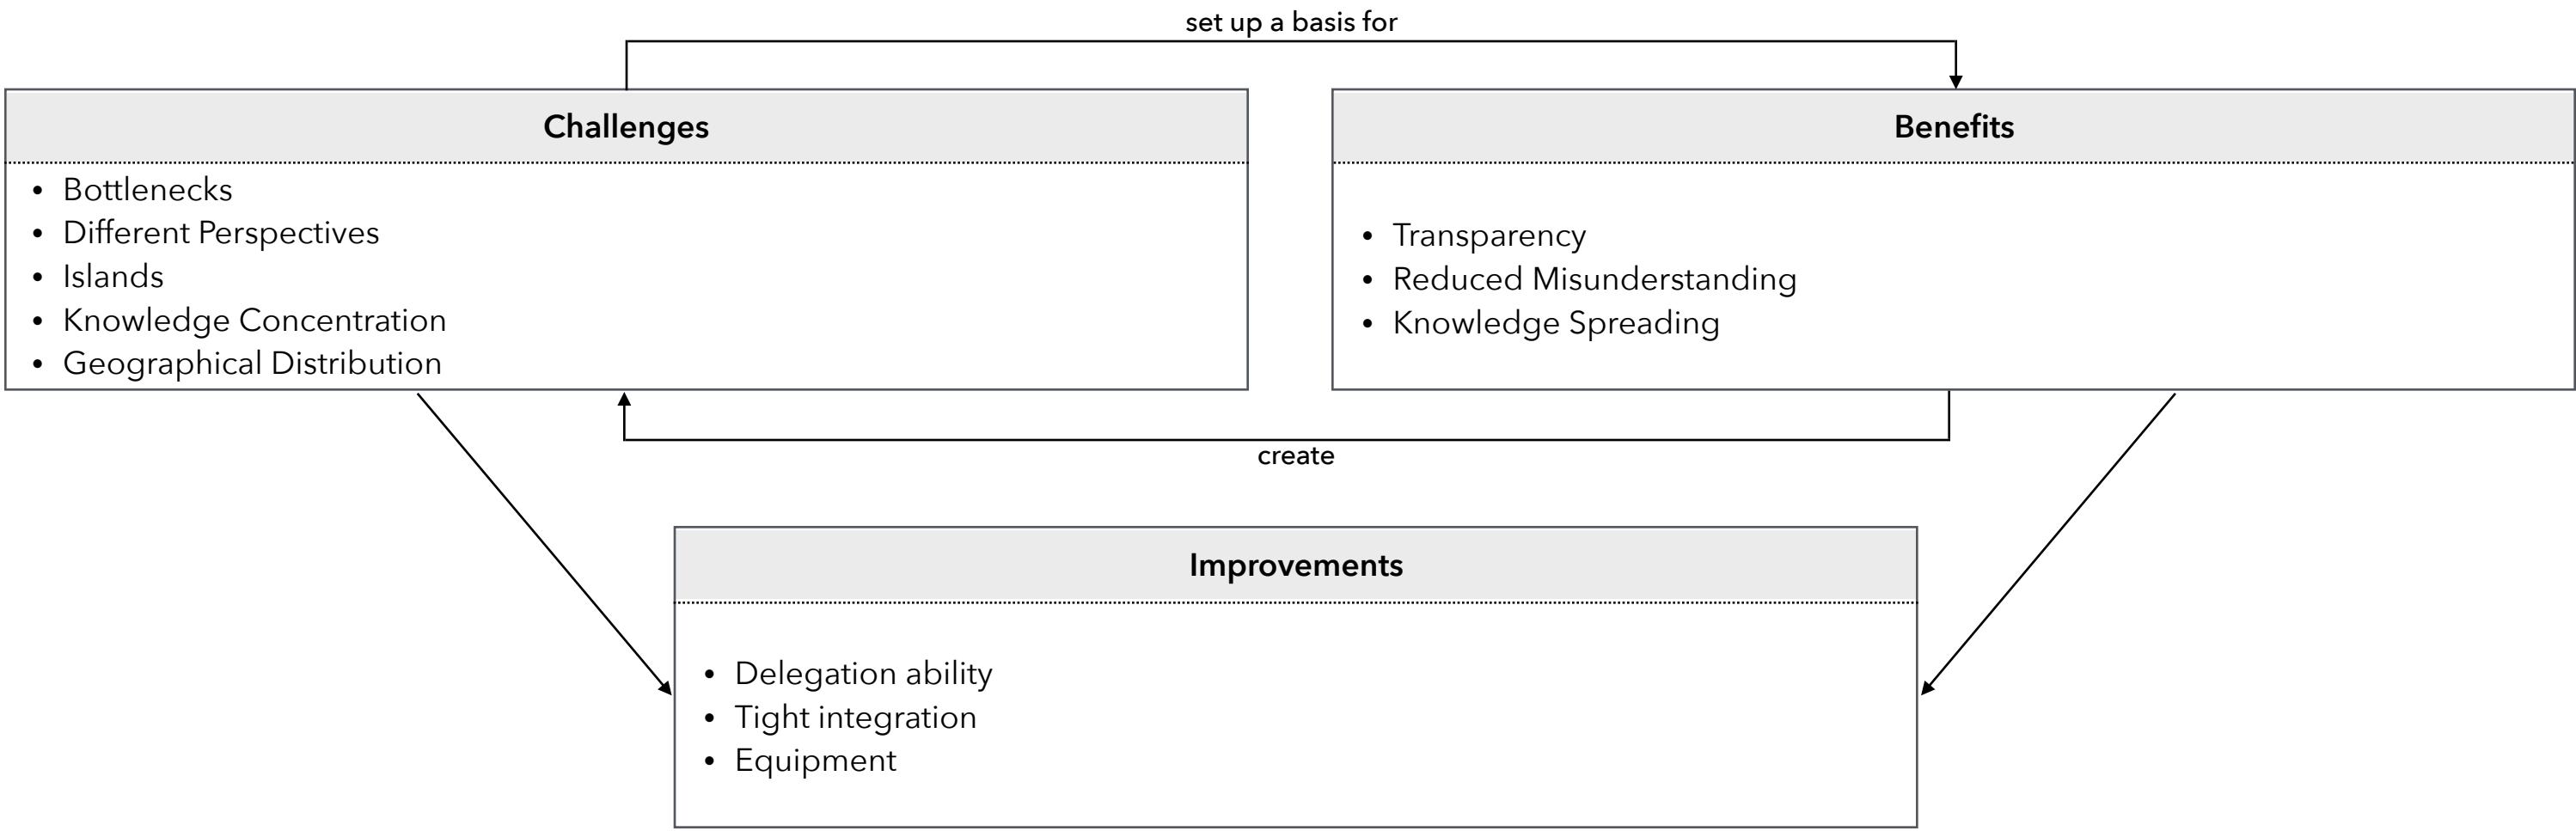 set up a basis for
Challenges
• Bottlenecks
• Different Perspectives
• Islands
• Knowledge Concentration
• Geographical Distribution
Benefits
• Transparency
• Reduced Misunderstanding
• Knowledge Spreading
create
Improvements
• Delegation ability
• Tight integration
• Equipment